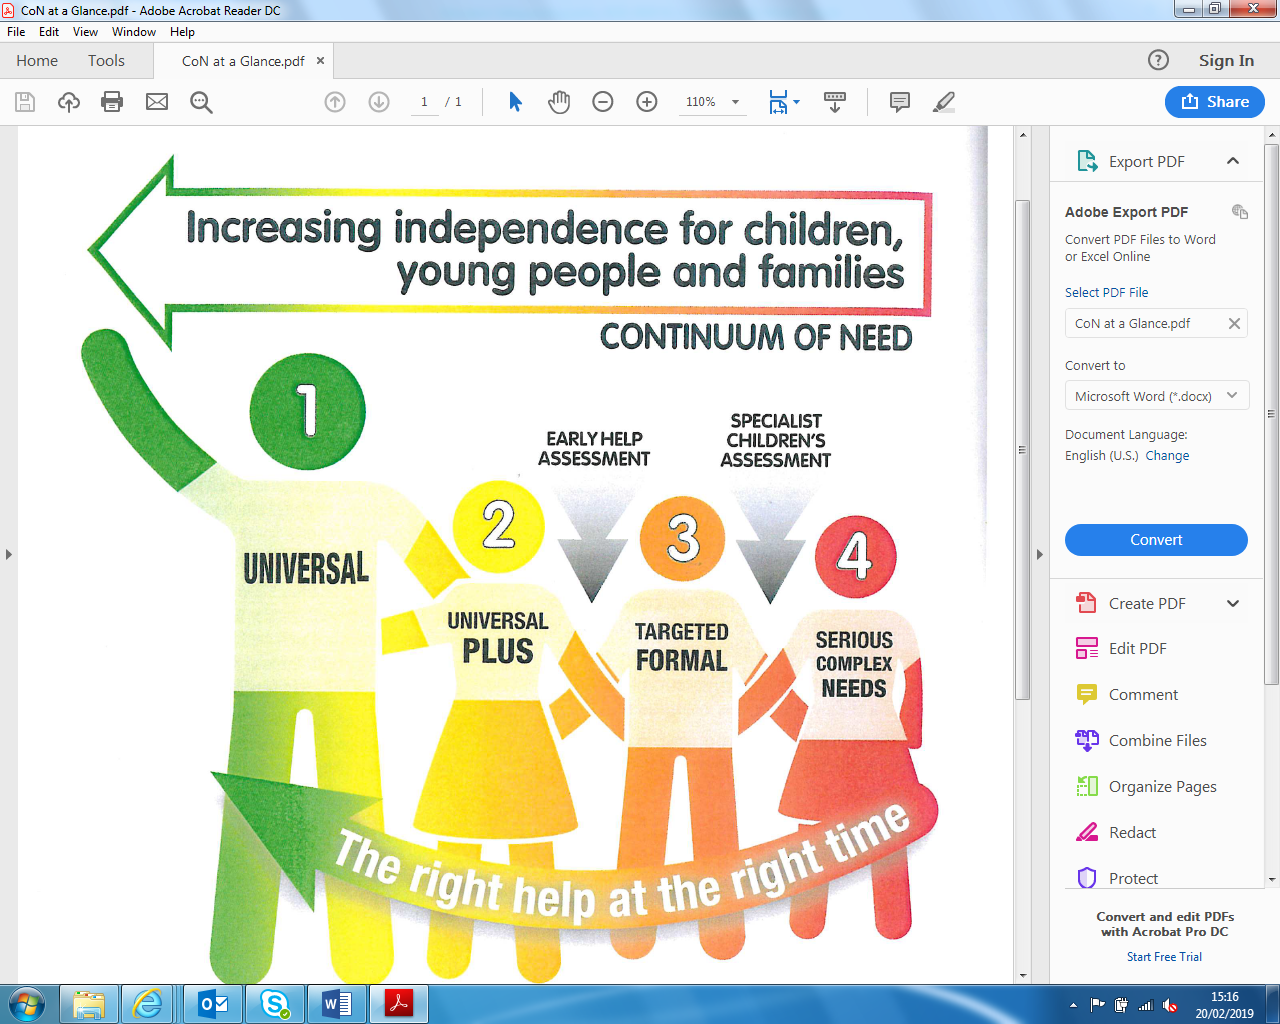 CoN at a Glance.pdf - Adobe Acrobat Reader DC
File Edit View Window Help
Home Tools CoN at a Glance.pdf × Sign In
1 / 1 110% Share
Increasing independence for children,
young people and families
CONTINUUM OF NEED
1
EARLY HELP
ASSESSMENT
SPECIALIST
CHILDREN'S
ASSESSMENT
2
3
4
UNIVERSAL
UNIVERSAL
PLUS
TARGETED
FORMAL
SERIOUS
COMPLEX
NEEDS
The right help at the right time
Export PDF
Adobe Export PDF
Convert PDF Files to Word
or Excel Online
Select PDF File
CoN at a Glance.pdf
Convert to
Microsoft Word (*.docx)
Document Language:
English (U.S.) Change
Convert
Create PDF
Edit PDF
Comment
Combine Files
Organize Pages
Redact
Protect
Convert and edit PDFs
with Acrobat Pro DC
Start Free Trial
15:16
20/02/2019